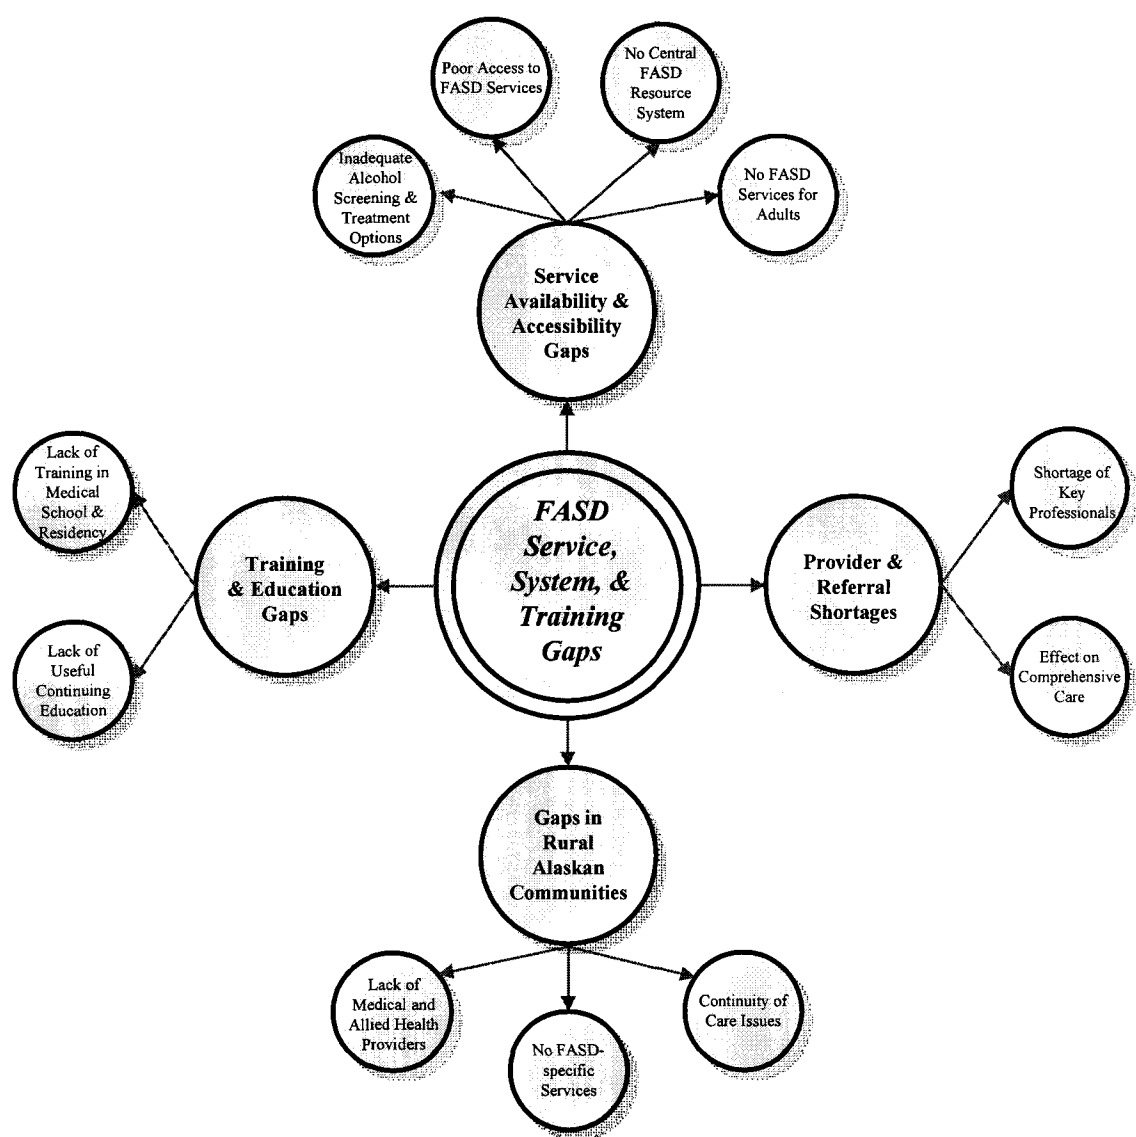 Poor Access to
FASD Services
No Central
FASD
Resource
System
Inadequate
Alcohol
Screening &
Treatment
Options
No FASD
Services for
Adults
Service
Availability &
Accessibility
Gaps
Lack of
Training in
Medical
School &
Residency
Lack of
Useful
Continuing
Education
Training
& Education
Gaps
FASD
Service,
System, &
Training
Gaps
Provider &
Referral
Shortages
Shortage of
Key
Professionals
Effect on
Comprehensive
Care
Gaps in
Rural
Alaskan
Communities
Lack of
Medical and
Allied Health
Providers
No FASD-
specific
Services
Continuity of
Care Issues